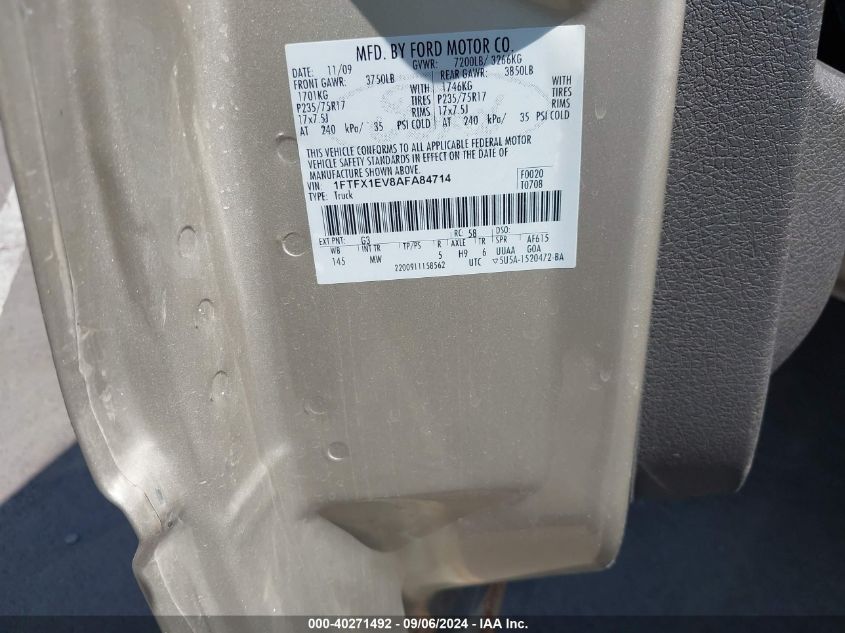 MFD. BY FORD MOTOR CO.
DATE: 11/09 GVWR: 7200LB/ 3266KG
FRONT GAWR: 3750LB REAR GAWR: 3850LB
1701KG WITH 1746KG WITH
P235/75R17 TIRES P235/75R17 TIRES
17x7.5J RIMS 17x7.5J RIMS
AT 240 kPa/ 35 PSI COLD AT 240 kPa/ 35 PSI COLD
THIS VEHICLE CONFORMS TO ALL APPLICABLE FEDERAL MOTOR
VEHICLE SAFETY STANDARDS IN EFFECT ON THE DATE OF
MANUFACTURE SHOWN ABOVE.
VIN: 1FTFX1EV8AFA84714 F0020
TYPE: Truck T0708
EXT PNT: G3 RC: 58 DSO:
WB INT TR TP/PS R AXLE TR SPR AF615
145 MW 5 H9 6 UUAA GOA
2200911158562 UTC ▽5U5A-1520472-BA
000-40271492 - 09/06/2024 - IAA Inc.